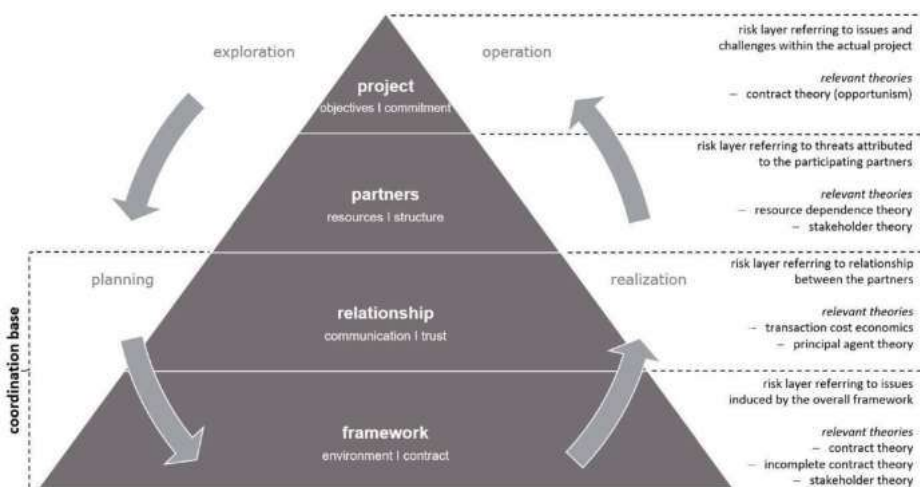 exploration
operation
project
objectives I commitment
risk layer referring to issues and
challenges within the actual project
relevant theories
– contract theory (opportunism)
partners
resources I structure
risk layer referring to threats attributed
to the participating partners
relevant theories
– resource dependence theory
– stakeholder theory
coordination base
planning
realization
relationship
communication I trust
risk layer referring to relationship
between the partners
relevant theories
– transaction cost economics
– principal agent theory
framework
environment I contract
risk layer referring to issues
induced by the overall framework
relevant theories
– contract theory
– incomplete contract theory
– stakeholder theory